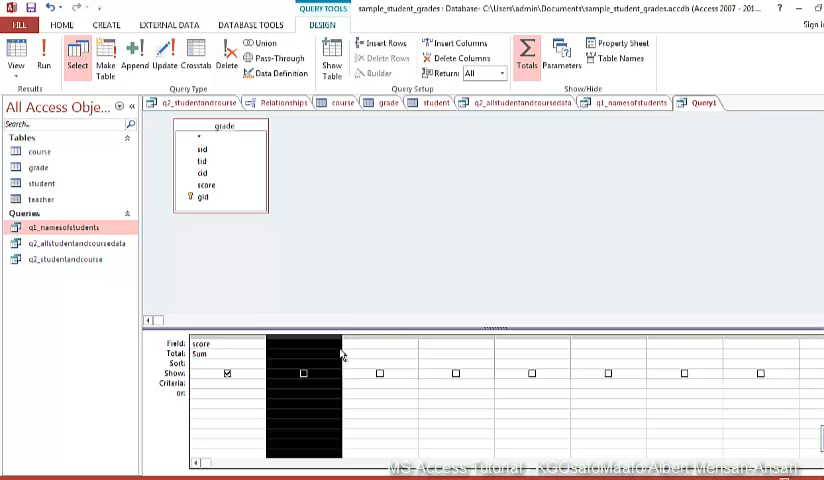 QUERY TOOLS
sample_student_grades : Database- C:\Users\admin\Documents\sample_student_grades.accdb (Access 2007 - 201...
FILE HOME CREATE EXTERNAL DATA DATABASE TOOLS DESIGN
Sign in
View
Run
Select
Make Table
Append
Update
Crosstab
Delete
Union
Pass-Through
Data Definition
Show Table
Insert Rows
Delete Rows
Builder
Insert Columns
Delete Columns
Return: All
Totals
Parameters
Property Sheet
Table Names
Results
Query Type
Query Setup
Show/Hide
All Access Obje...
Search..
Tables
course
grade
student
teacher
Queries
q1_namesofstudents
q2_allstudentandcoursedata
q2_studentandcourse
q2_studentandcourse Relationships course grade student q2_allstudentandcoursedata q1_namesofstudents Query1
grade
*
sid
tid
cid
score
gid
Field: score
Total: Sum
Sort:
Show:
Criteria:
or: